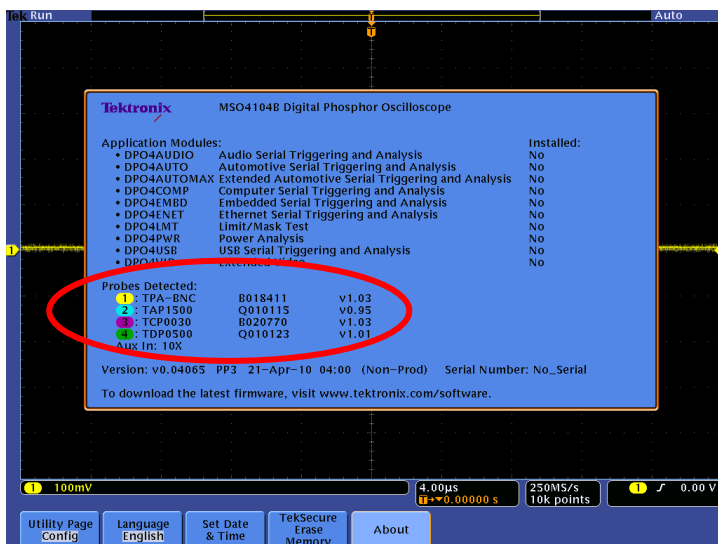 Tek Run Auto
Tektronix MSO4104B Digital Phosphor Oscilloscope
Application Modules: Installed:
• DPO4AUDIO Audio Serial Triggering and Analysis No
• DPO4AUTO Automotive Serial Triggering and Analysis No
• DPO4AUTOMAX Extended Automotive Serial Triggering and Analysis No
• DPO4COMP Computer Serial Triggering and Analysis No
• DPO4EMBD Embedded Serial Triggering and Analysis No
• DPO4ENET Ethernet Serial Triggering and Analysis No
• DPO4LMT Limit/Mask Test No
• DPO4PWR Power Analysis No
• DPO4USB USB Serial Triggering and Analysis No
• DPO4VID Extended Video No
Probes Detected:
1 : TPA-BNC B018411 v1.03
2 : TAP1500 Q010115 v0.95
3 : TCP0030 B020770 v1.03
4 : TDP0500 Q010123 v1.01
Aux In: 10X
Version: v0.04065 PP3 21-Apr-10 04:00 (Non-Prod) Serial Number: No_Serial
To download the latest firmware, visit www.tektronix.com/software.
1
1 100mV 4.00µs 250MS/s 1 0.00 V
T→▼0.00000 s 10k points
Utility Page Language Set Date TekSecure About
Config English & Time Erase
Memory